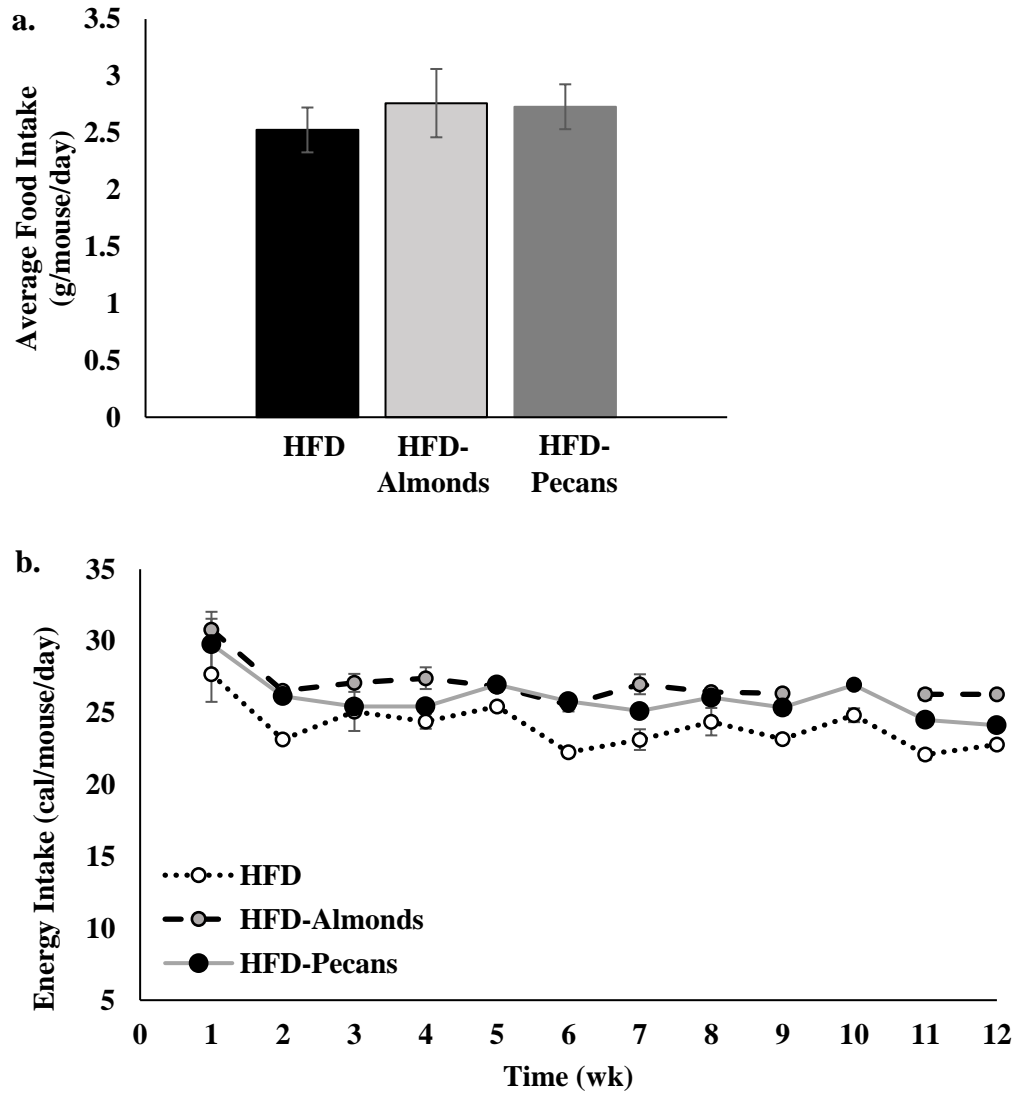 a.
Average Food Intake
(g/mouse/day)
3.5
3
2.5
2
1.5
1
0.5
0
HFD
HFD-
Almonds
HFD-
Pecans
b.
Energy Intake (cal/mouse/day)
35
30
25
20
15
10
5
HFD
HFD-Almonds
HFD-Pecans
0 1 2 3 4 5 6 7 8 9 10 11 12
Time (wk)